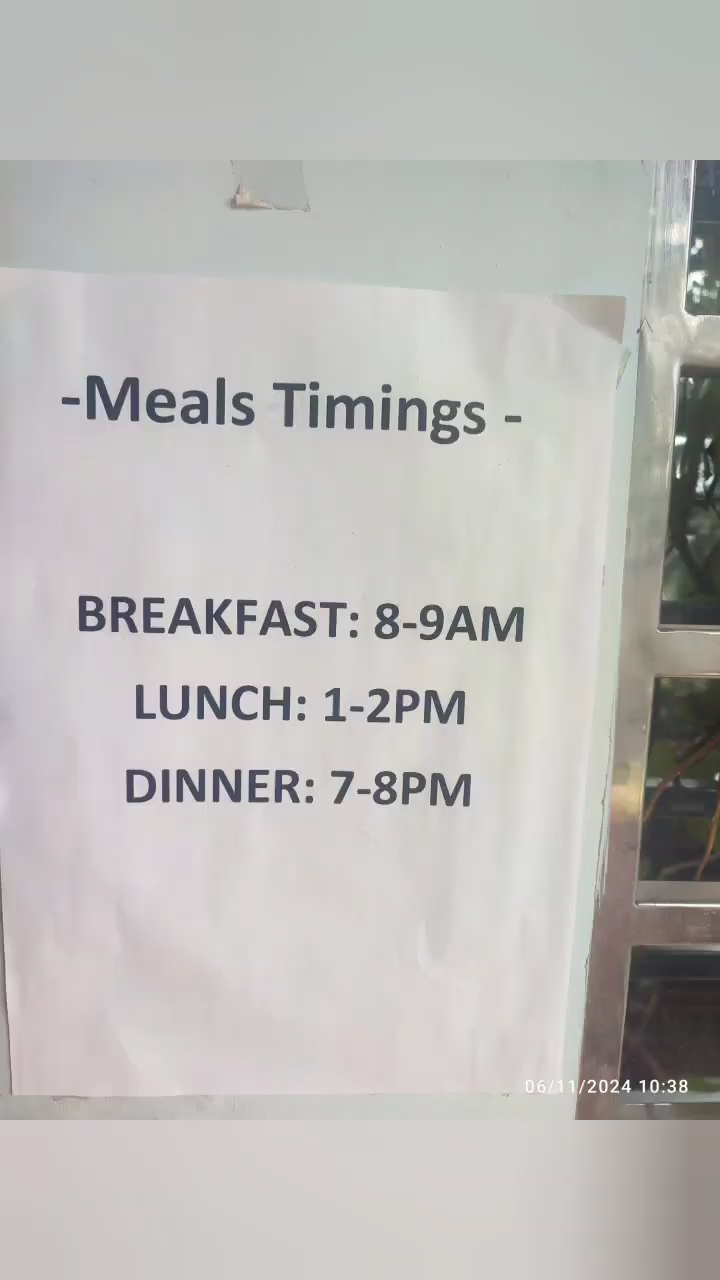 -Meals Timings -
BREAKFAST: 8-9AM
LUNCH: 1-2PM
DINNER: 7-8PM
06/11/2024 10:38